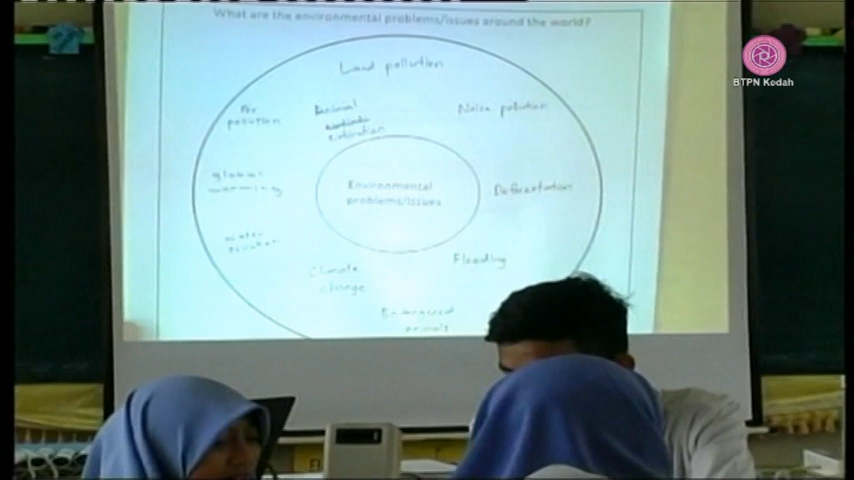 What are the environmental problems/issues around the world?
BTPN Kedah
Land pollution
Air
pollution
Animal
extinction
Noise pollution
global
warming
Environmental
problems/issues
Deforestation
water
pollution
Climate
change
Flooding
Endangered
animals